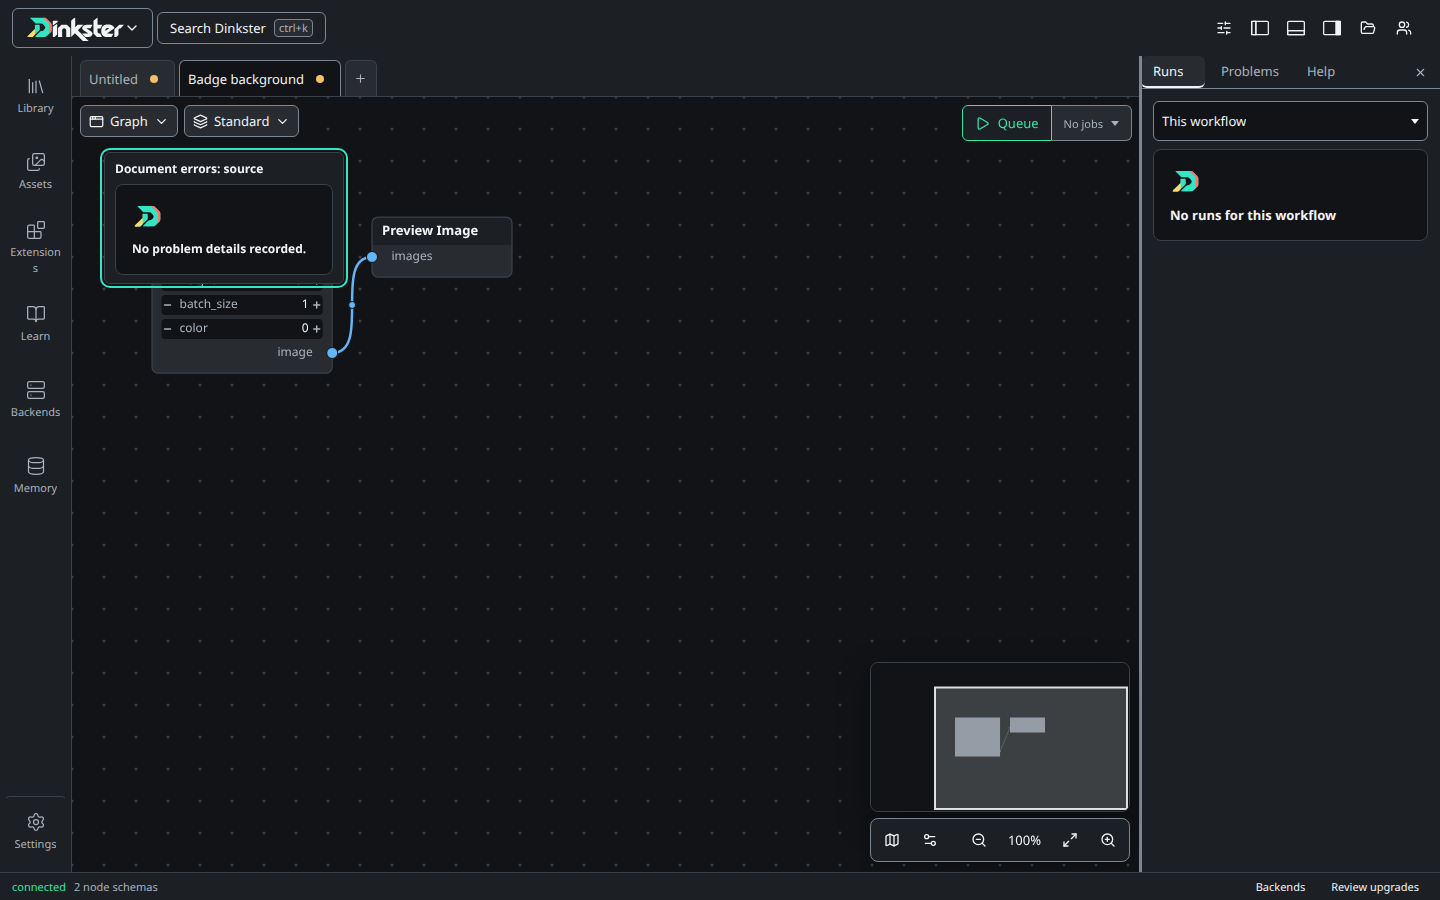 Dinkster
Search Dinkster ctrl+k
Library
Assets
Extension
s
Learn
Backends
Memory
Settings
Untitled
Badge background
Graph
Standard
Queue
No jobs
Document errors: source
No problem details recorded.
batch_size 1
color 0
image
Preview Image
images
100%
Runs
Problems
Help
This workflow
No runs for this workflow
connected 2 node schemas
Backends
Review upgrades